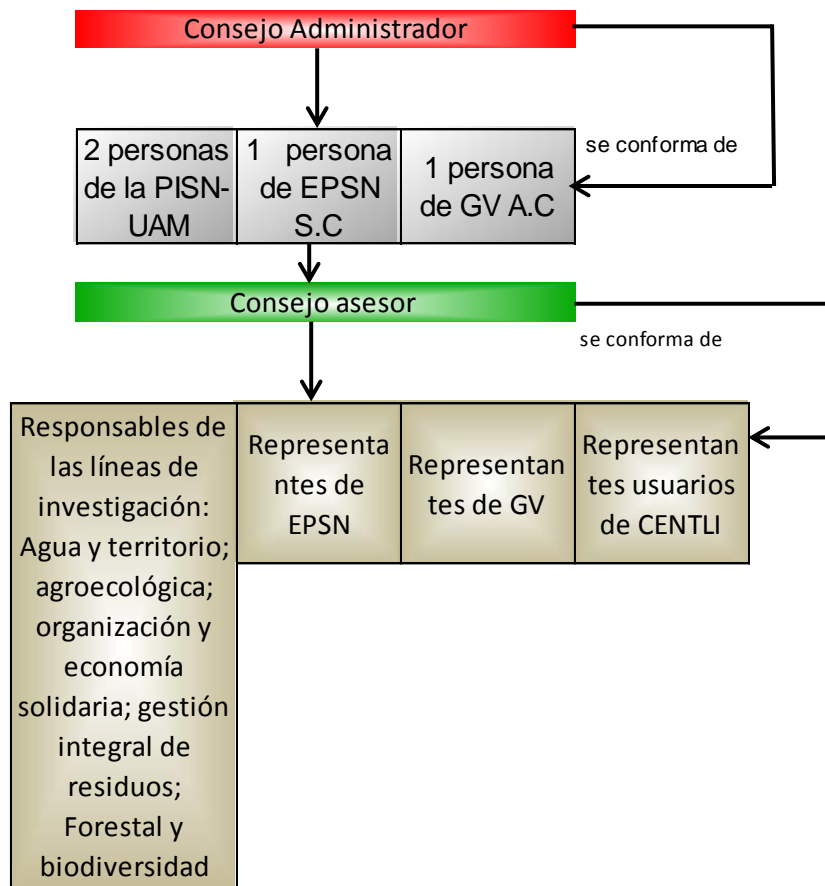 Consejo Administrador
2 personas
de la PISN-
UAM
1 persona
de EPSN
S.C
1 persona
de GV A.C
se conforma de
Consejo asesor
se conforma de
Responsables de
las líneas de
investigación:
Agua y territorio;
agroecológica;
organización y
economía
solidaria; gestión
integral de
residuos;
Forestal y
biodiversidad
Representa
ntes de
EPSN
Representan
tes de GV
Representan
tes usuarios
de CENTLI